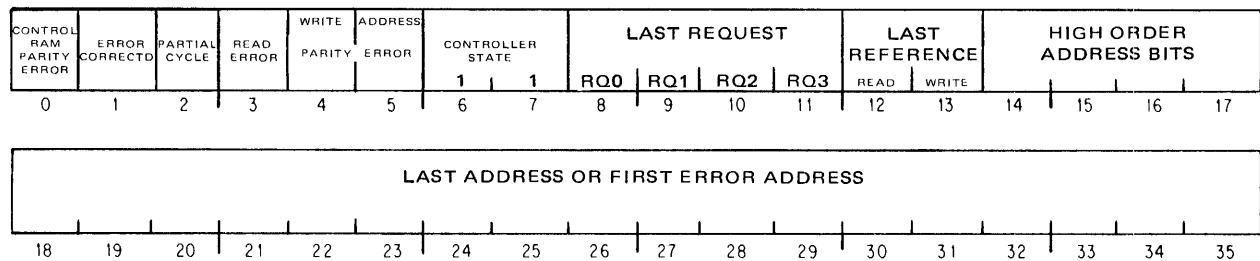 CONTROL RAM PARITY ERROR
ERROR CORRECTD
PARTIAL CYCLE
READ ERROR
WRITE ADDRESS
PARITY ERROR
CONTROLLER STATE
1 1
LAST REQUEST
RQ0 RQ1 RQ2 RQ3
LAST REFERENCE
READ WRITE
HIGH ORDER ADDRESS BITS
0 1 2 3 4 5 6 7 8 9 10 11 12 13 14 15 16 17
LAST ADDRESS OR FIRST ERROR ADDRESS
18 19 20 21 22 23 24 25 26 27 28 29 30 31 32 33 34 35